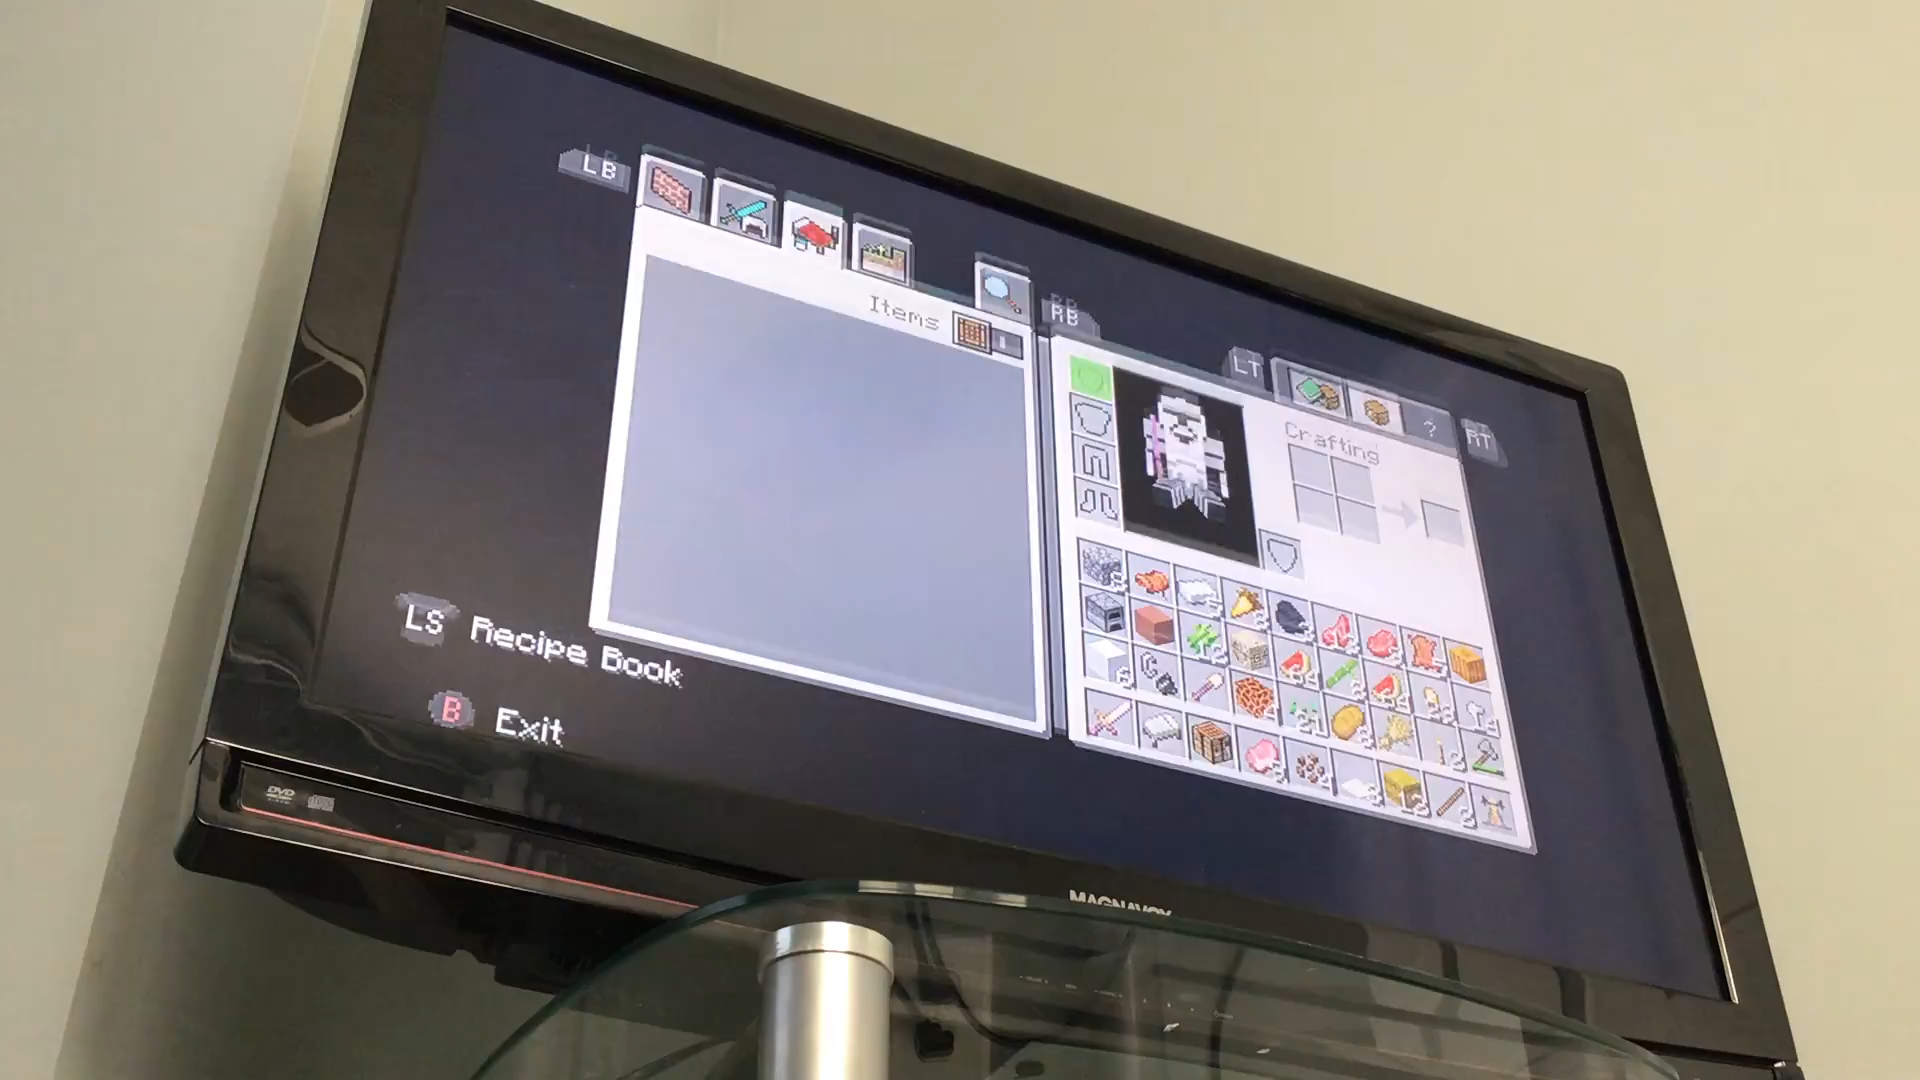 LB
Items
RB
LT
?
RT
Crafting
LS Recipe Book
B Exit
DVD
MAGNAVOX